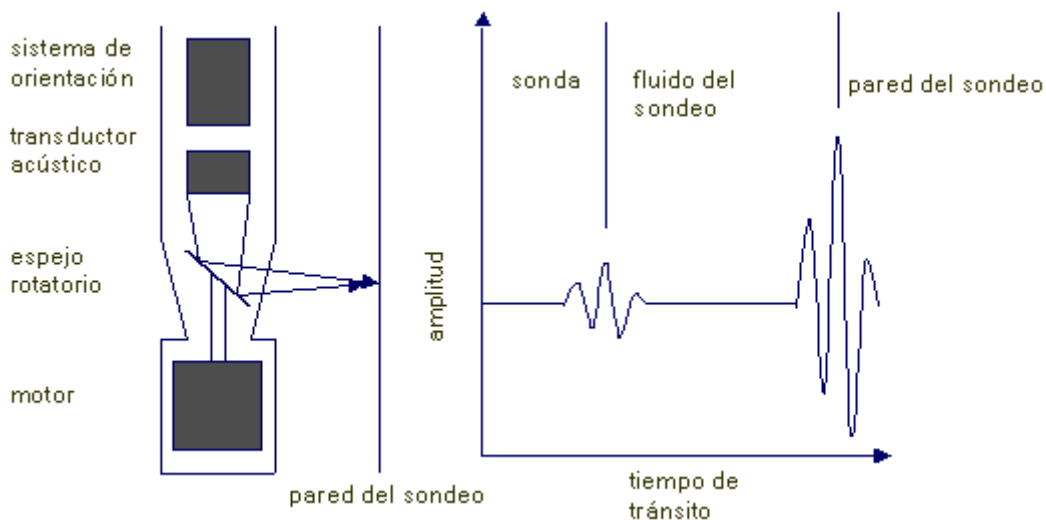 sistema de
orientación
transductor
acústico
espejo
rotatorio
motor
pared del sondeo
amplitud
sonda
fluido del
sondeo
pared del sondeo
tiempo de
tránsito